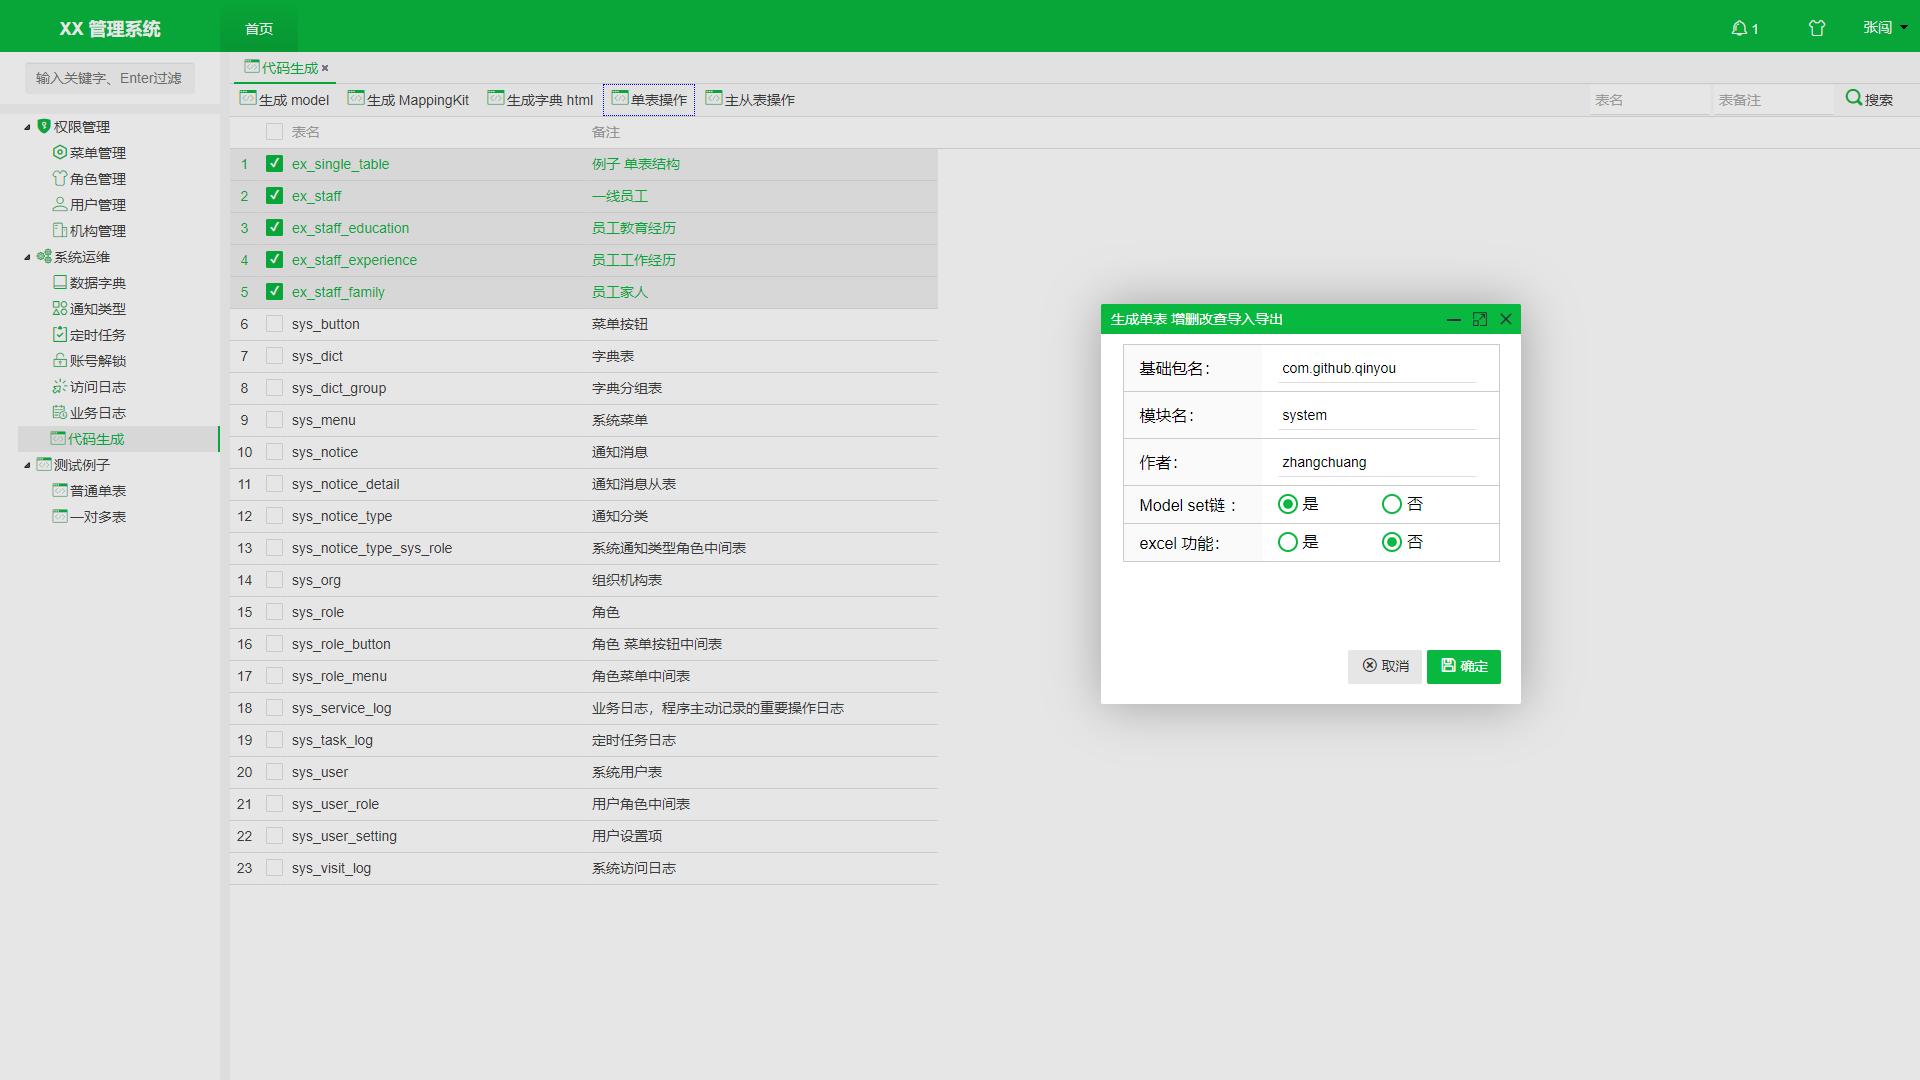 XX 管理系统
首页
1
张闯
输入关键字、Enter过滤
权限管理
菜单管理
角色管理
用户管理
机构管理
系统运维
数据字典
通知类型
定时任务
账号解锁
访问日志
业务日志
代码生成
测试例子
普通单表
一对多表
代码生成
生成 model
生成 MappingKit
生成字典 html
单表操作
主从表操作
表名
表备注
搜索
表名 备注
1 ex_single_table 例子 单表结构
2 ex_staff 一线员工
3 ex_staff_education 员工教育经历
4 ex_staff_experience 员工工作经历
5 ex_staff_family 员工家人
6 sys_button 菜单按钮
7 sys_dict 字典表
8 sys_dict_group 字典分组表
9 sys_menu 系统菜单
10 sys_notice 通知消息
11 sys_notice_detail 通知消息从表
12 sys_notice_type 通知分类
13 sys_notice_type_sys_role 系统通知类型角色中间表
14 sys_org 组织机构表
15 sys_role 角色
16 sys_role_button 角色 菜单按钮中间表
17 sys_role_menu 角色菜单中间表
18 sys_service_log 业务日志，程序主动记录的重要操作日志
19 sys_task_log 定时任务日志
20 sys_user 系统用户表
21 sys_user_role 用户角色中间表
22 sys_user_setting 用户设置项
23 sys_visit_log 系统访问日志
生成单表 增删改查导入导出
基础包名： com.github.qinyou
模块名： system
作者： zhangchuang
Model set链： 是 否
excel 功能： 是 否
取消
确定